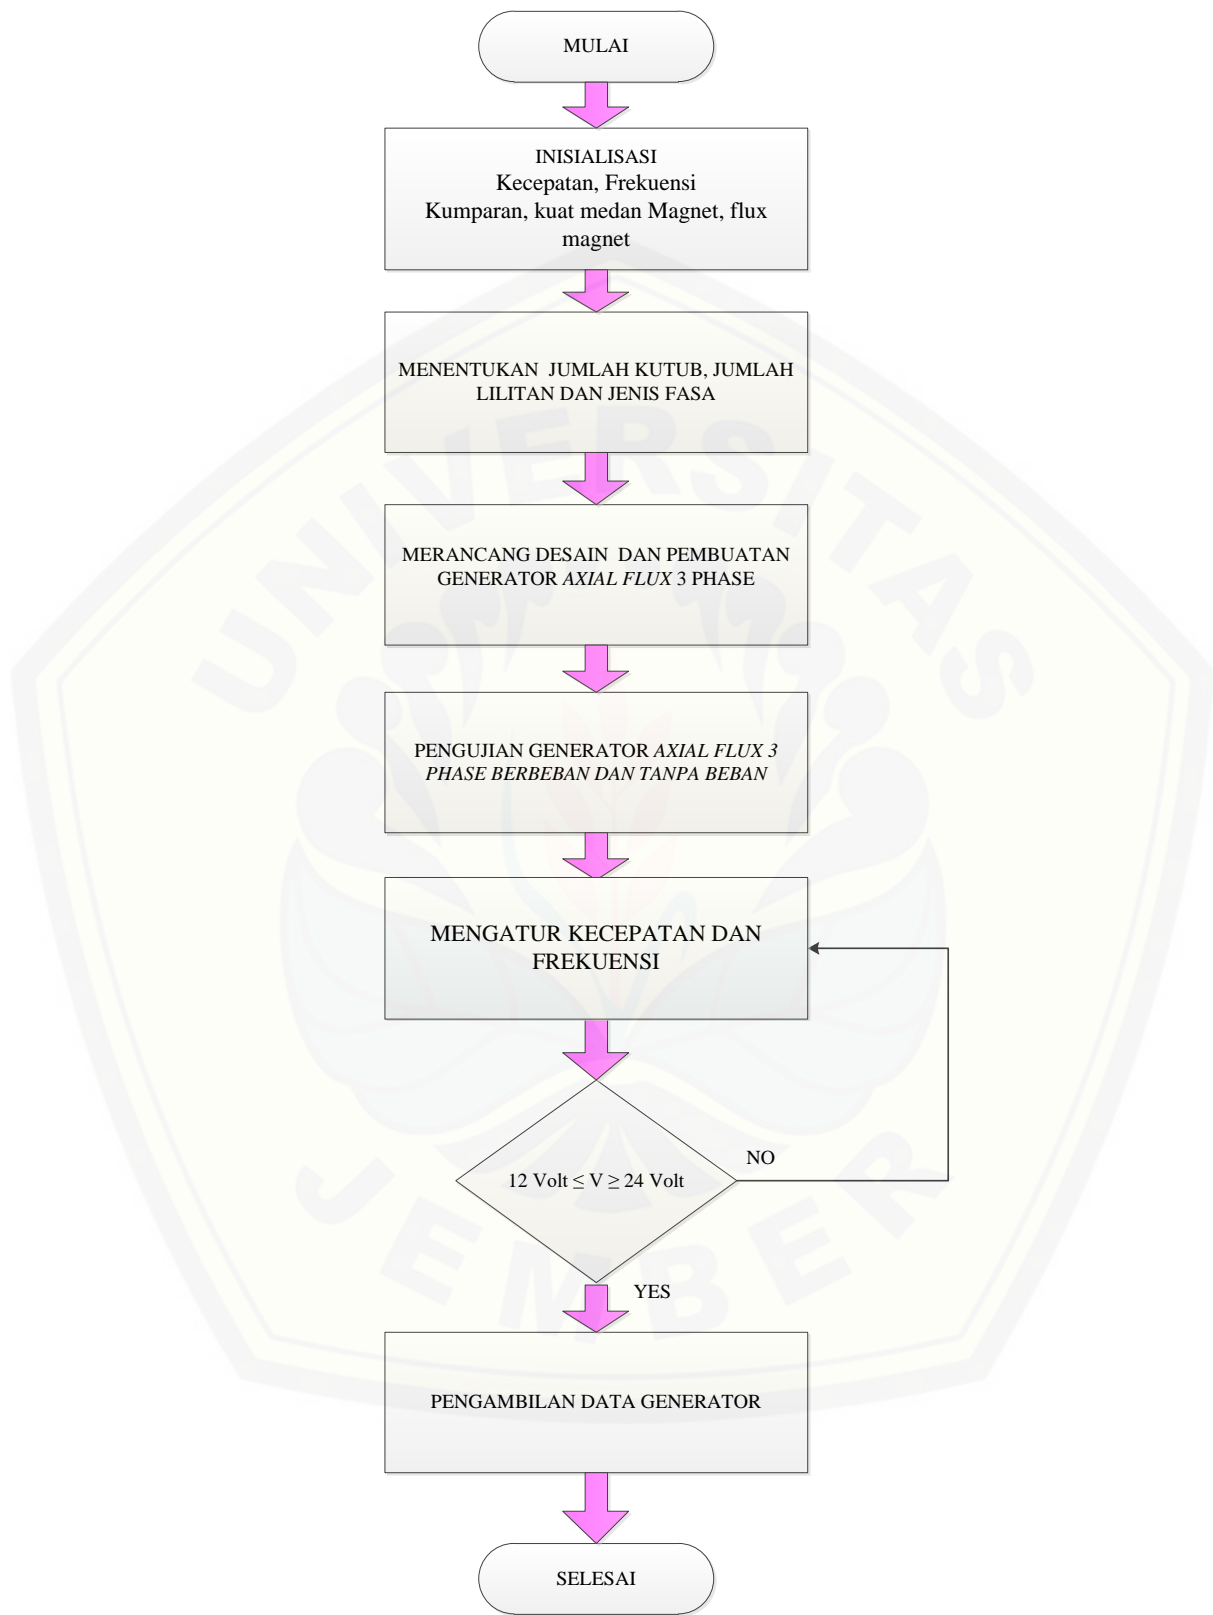 MULAI
INISIALISASI
Kecepatan, Frekuensi
Kumparan, kuat medan Magnet, flux
magnet
MENENTUKAN JUMLAH KUTUB, JUMLAH
LILITAN DAN JENIS FASA
MERANCANG DESAIN DAN PEMBUATAN
GENERATOR AXIAL FLUX 3 PHASE
PENGUJIAN GENERATOR AXIAL FLUX 3
PHASE BERBEBAN DAN TANPA BEBAN
MENGATUR KECEPATAN DAN
FREKUENSI
12 Volt ≤ V ≥ 24 Volt
NO
YES
PENGAMBILAN DATA GENERATOR
SELESAI
UNIVERSITAS
JEMBER